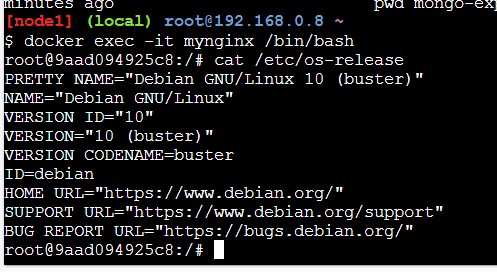 minutes ago pwd mongo-exp
[node1] (local) root@192.168.0.8 ~
$ docker exec -it mynginx /bin/bash
root@9aad094925c8:/# cat /etc/os-release
PRETTY NAME="Debian GNU/Linux 10 (buster)"
NAME="Debian GNU/Linux"
VERSION ID="10"
VERSION="10 (buster)"
VERSION CODENAME=buster
ID=debian
HOME URL="https://www.debian.org/"
SUPPORT URL="https://www.debian.org/support"
BUG REPORT URL="https://bugs.debian.org/"
root@9aad094925c8:/#